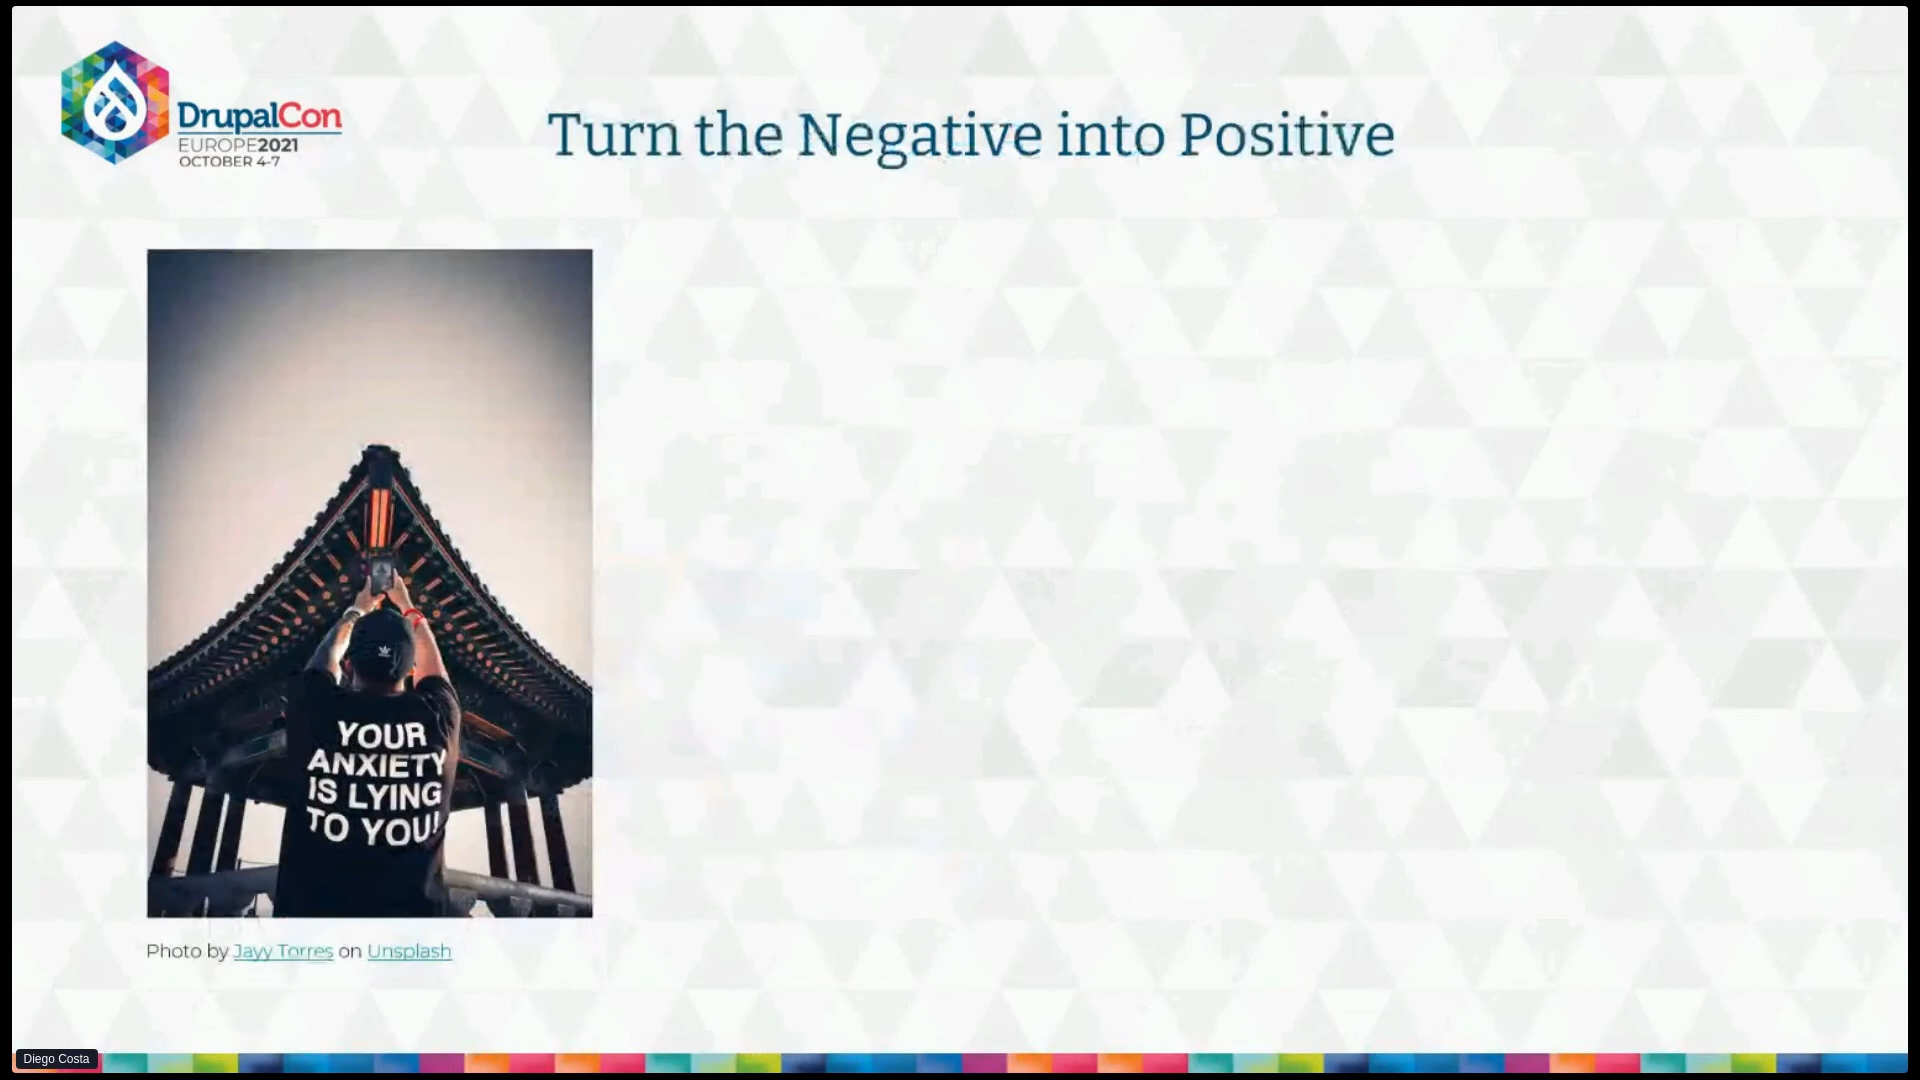 DrupalCon
EUROPE2021
OCTOBER 4-7
Turn the Negative into Positive
YOUR
ANXIETY
IS LYING
TO YOU!
Photo by Jayy Torres on Unsplash
Diego Costa